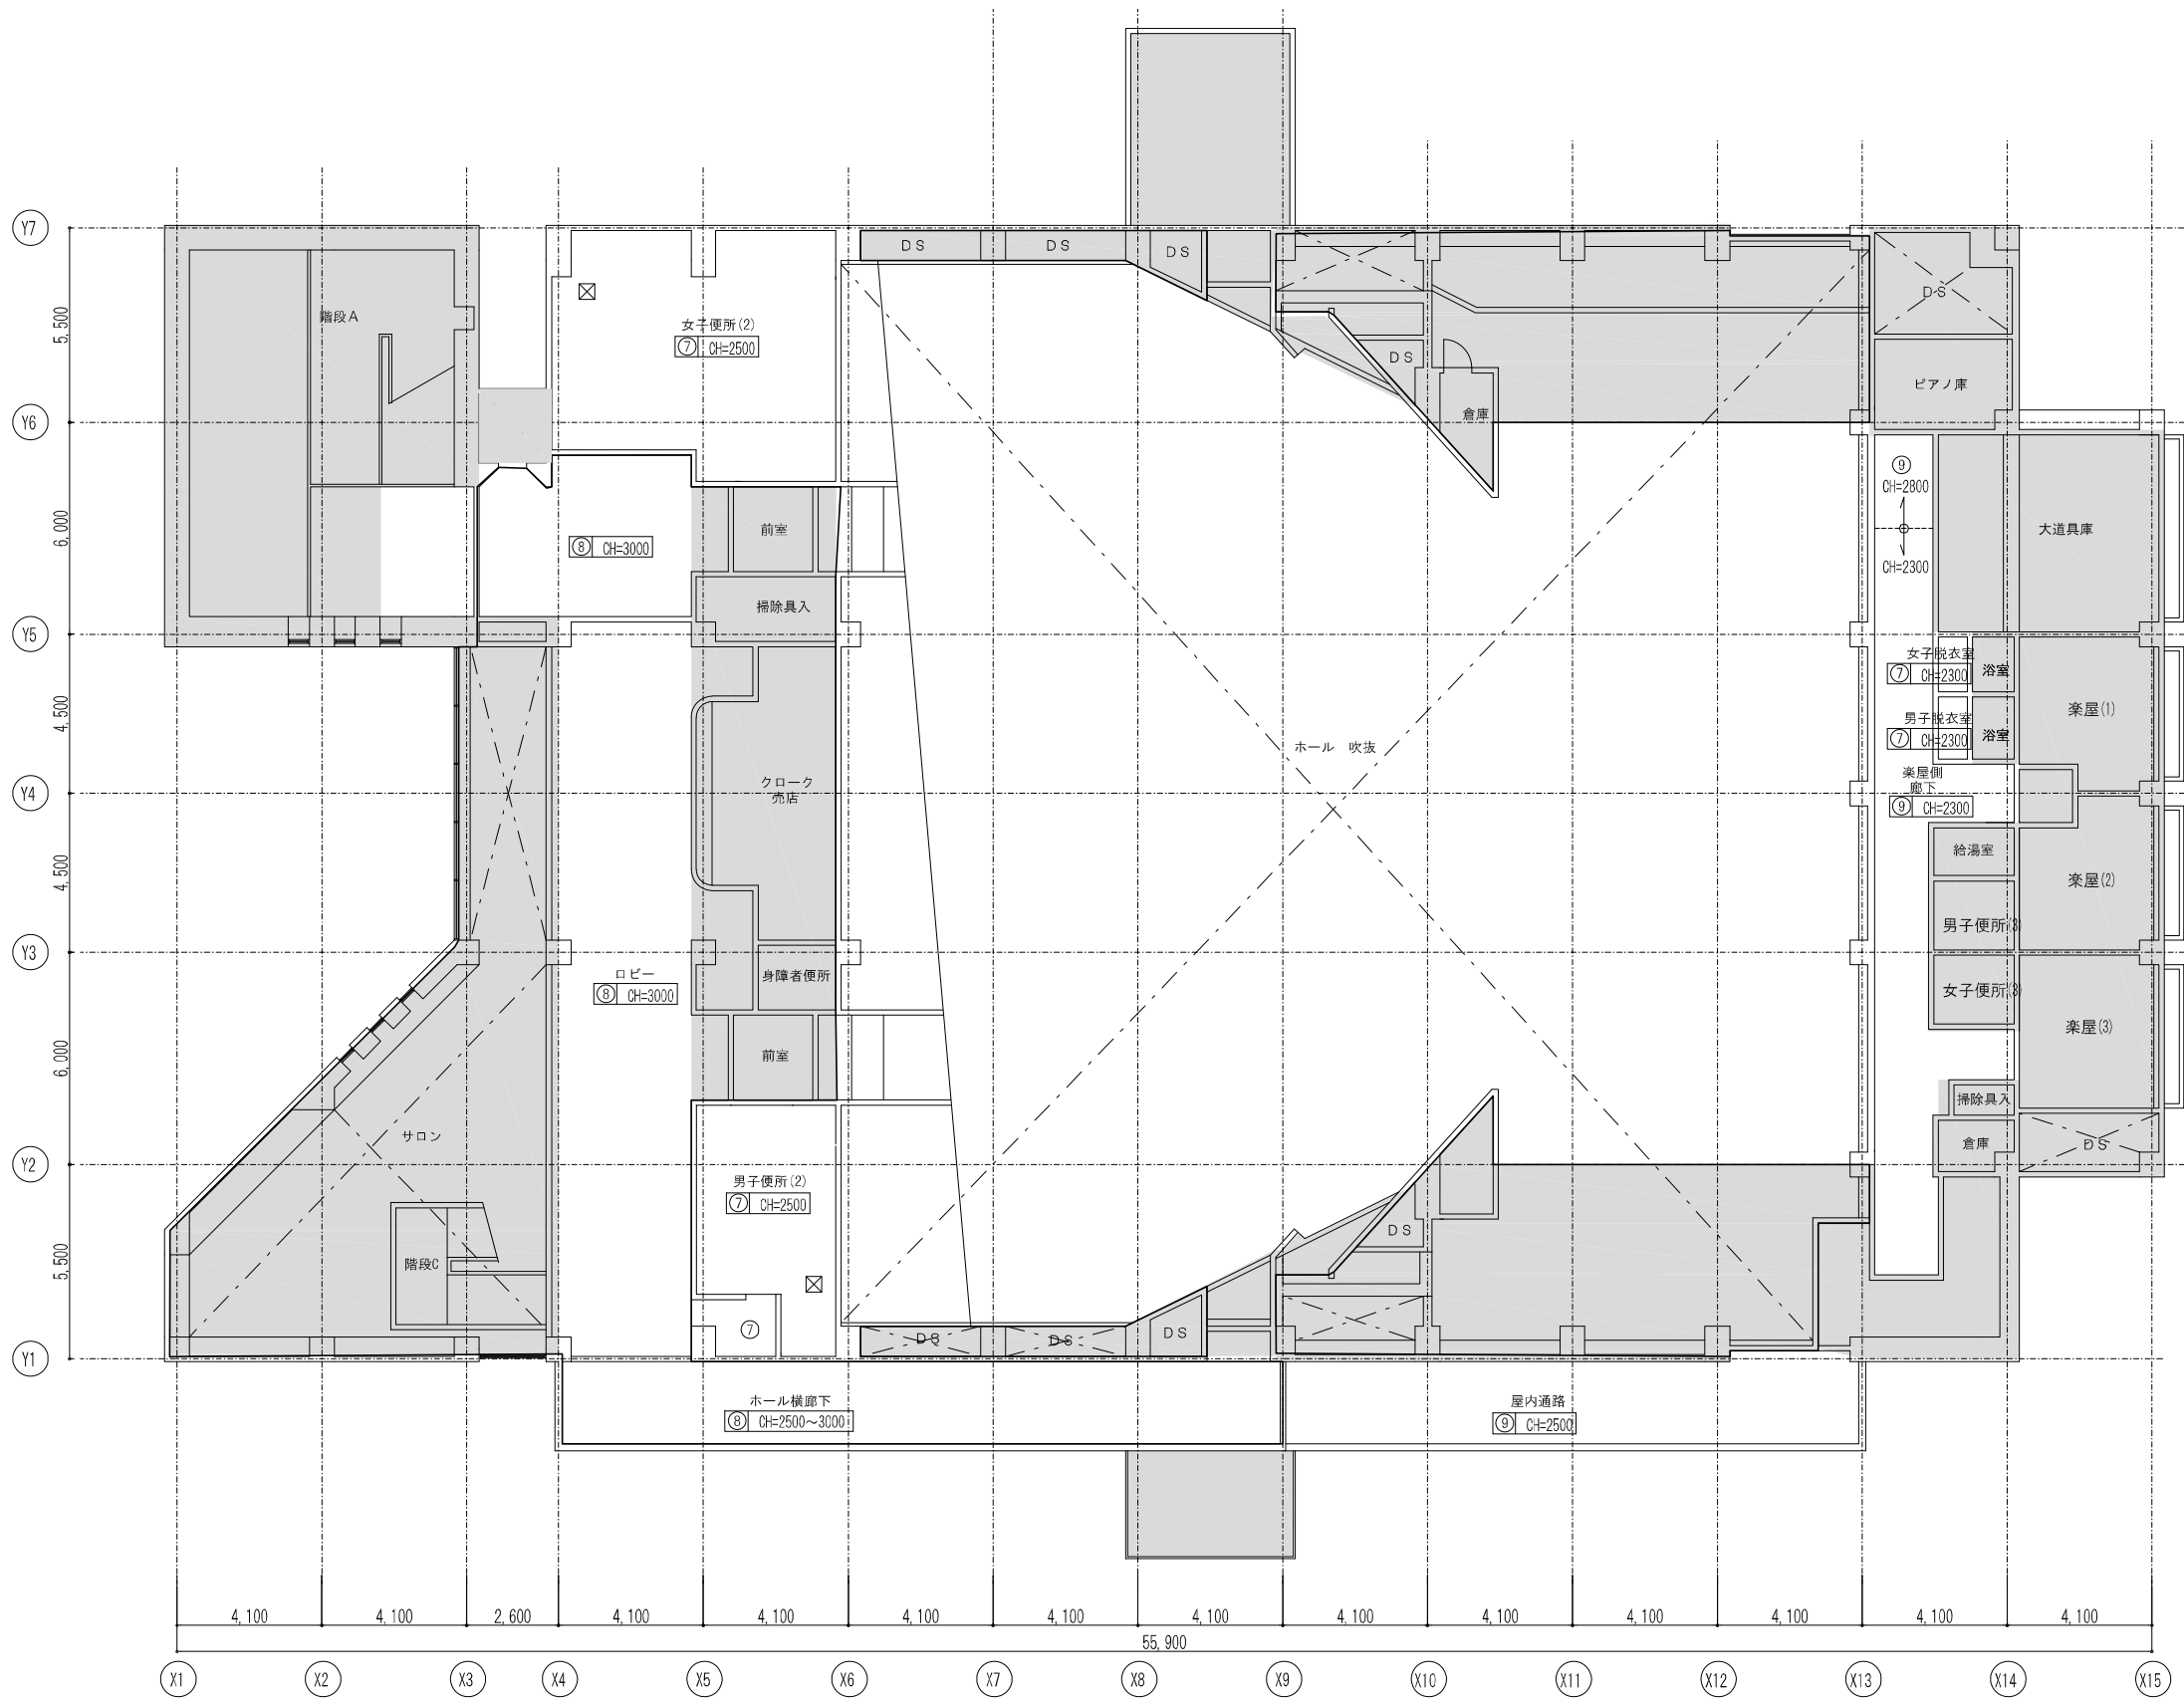 Y7
Y6
Y5
Y4
Y3
Y2
Y1
5,500
6,000
4,500
4,500
6,000
5,500
階段A
女子便所(2)
⑦ CH=2500
⑧ CH=3000
前室
掃除具入
クローク
売店
ロビー
⑧ CH=3000
身障者便所
前室
サロン
階段C
男子便所(2)
⑦ CH=2500
⑦
DS
DS
DS
DS
倉庫
ホール 吹抜
DS
DS
DS
DS
DS
ピアノ庫
⑨
CH=2800
CH=2300
大道具庫
女子脱衣室
⑦ CH=2300
浴室
男子脱衣室
⑦ CH=2300
浴室
楽屋側
廊下
⑨ CH=2300
楽屋(1)
給湯室
楽屋(2)
男子便所(3)
女子便所(3)
楽屋(3)
掃除具入
倉庫
DS
ホール横廊下
⑧ CH=2500～3000
屋内通路
⑨ CH=2500
4,100
4,100
2,600
4,100
4,100
4,100
4,100
4,100
4,100
4,100
4,100
4,100
4,100
4,100
55,900
X1
X2
X3
X4
X5
X6
X7
X8
X9
X10
X11
X12
X13
X14
X15